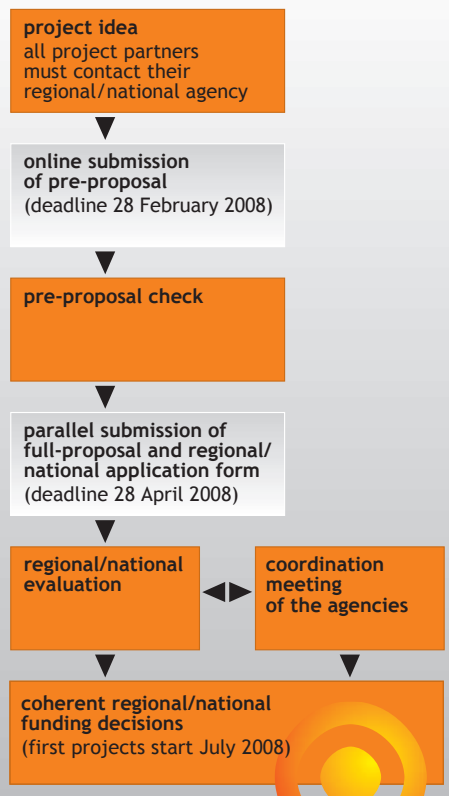 project idea
all project partners
must contact their
regional/national agency
online submission
of pre-proposal
(deadline 28 February 2008)
pre-proposal check
parallel submission of
full-proposal and regional/
national application form
(deadline 28 April 2008)
regional/national
evaluation
coordination
meeting
of the agencies
coherent regional/national
funding decisions
(first projects start July 2008)